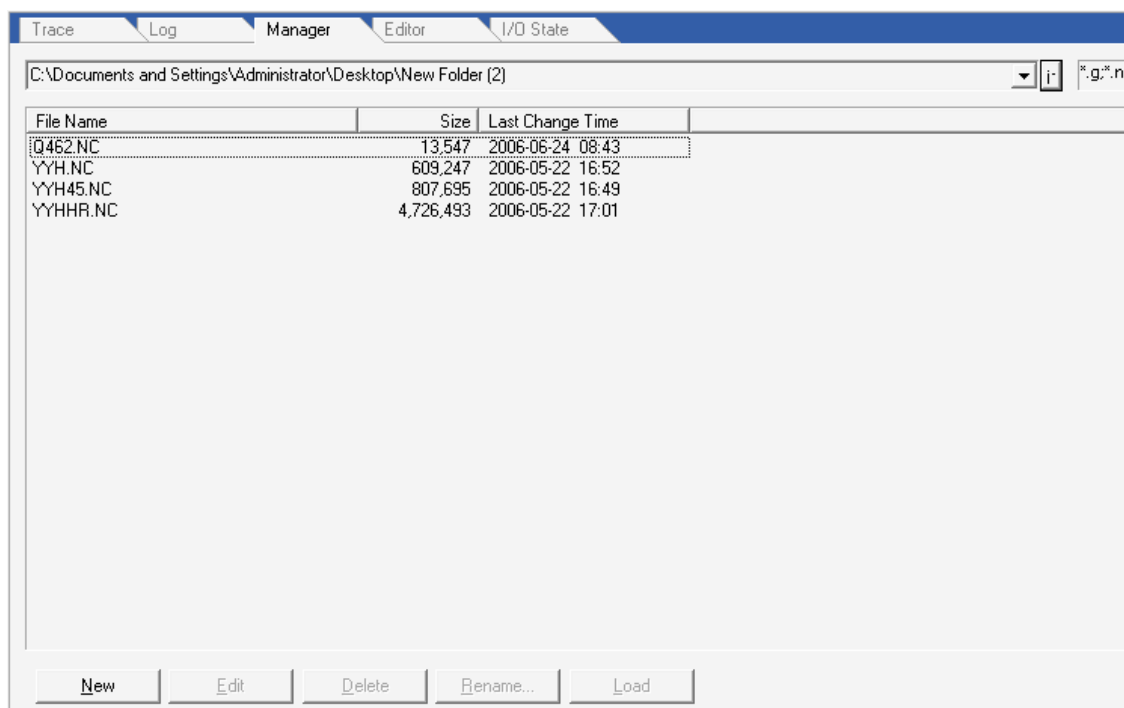 Trace Log Manager Editor I/O State
C:\Documents and Settings\Administrator\Desktop\New Folder (2) *.g;*.n
File Name Size Last Change Time
Q462.NC 13,547 2006-06-24 08:43
YYH.NC 609,247 2006-05-22 16:52
YYH45.NC 807,695 2006-05-22 16:49
YYHHR.NC 4,726,493 2006-05-22 17:01
New Edit Delete Rename... Load